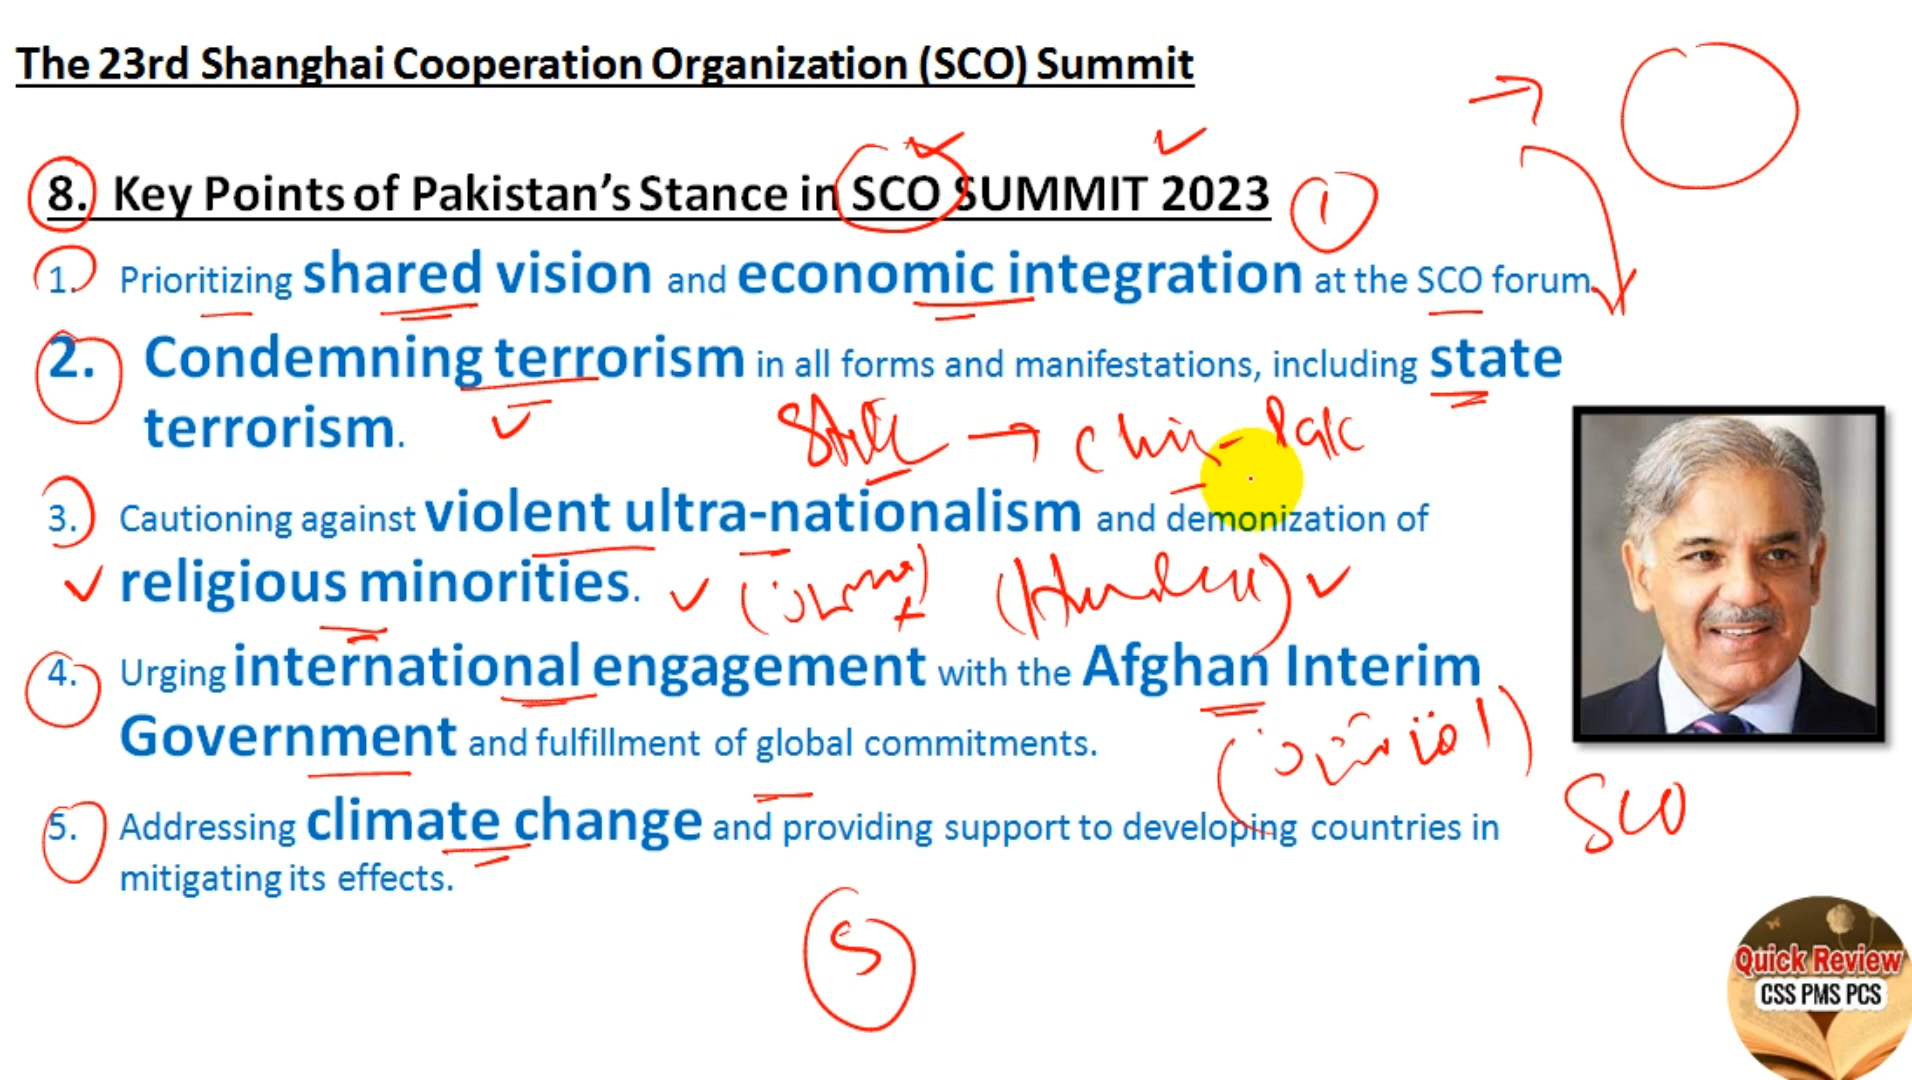 The 23rd Shanghai Cooperation Organization (SCO) Summit
8. Key Points of Pakistan's Stance in SCO SUMMIT 2023
1
1. Prioritizing shared vision and economic integration at the SCO forum.
2. Condemning terrorism in all forms and manifestations, including state
terrorism.
State → Pak
3. Cautioning against violent ultra-nationalism and demonization of
religious minorities.
4. Urging international engagement with the Afghan Interim
Government and fulfillment of global commitments.
5. Addressing climate change and providing support to developing countries in
mitigating its effects.
SCO
5
Quick Review
CSS PMS PCS